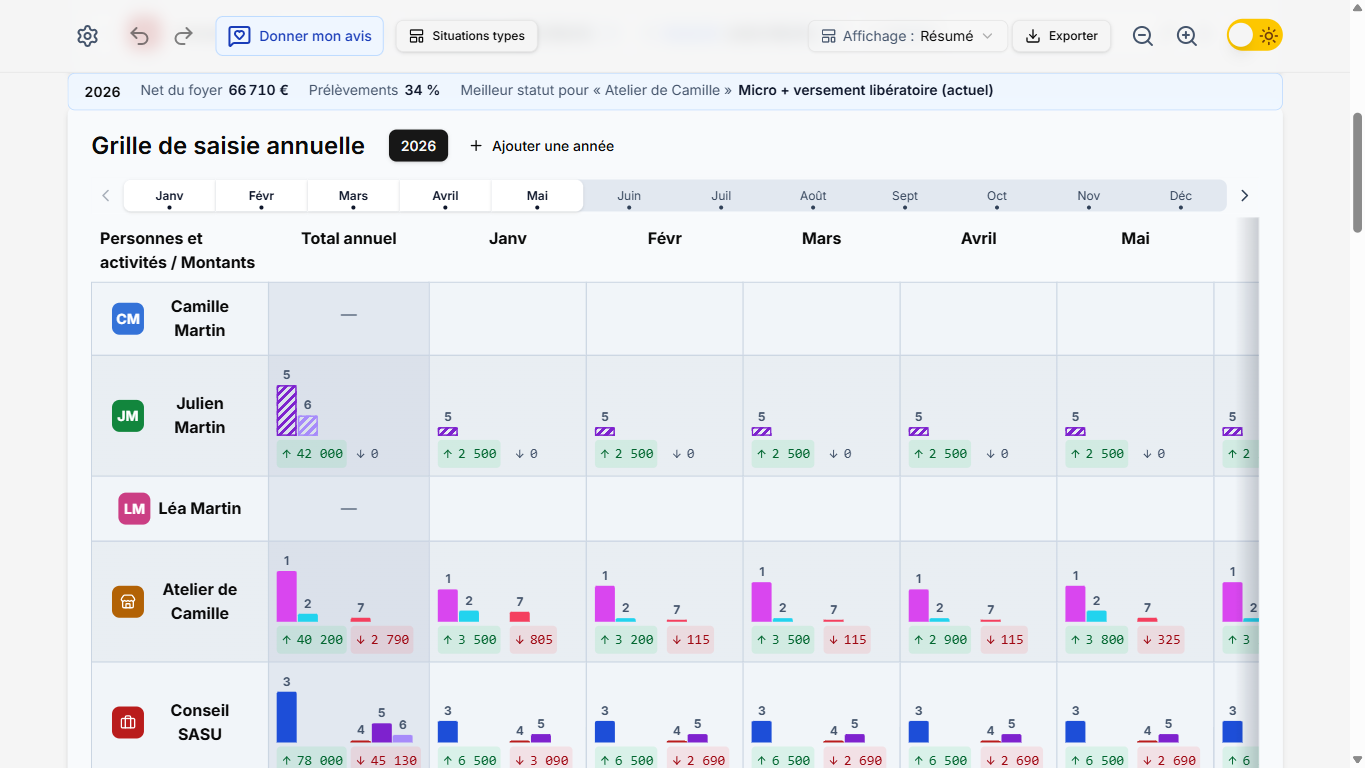 Donner mon avis
Situations types
Affichage : Résumé
Exporter
2026 Net du foyer 66 710 € Prélèvements 34 % Meilleur statut pour « Atelier de Camille » Micro + versement libératoire (actuel)
Grille de saisie annuelle 2026 + Ajouter une année
Janv Févr Mars Avril Mai Juin Juil Août Sept Oct Nov Déc
Personnes et activités / Montants Total annuel Janv Févr Mars Avril Mai
CM Camille Martin —
JM Julien Martin
5 6 5 5 5 5 5 5
↑ 42 000 ↓ 0 ↑ 2 500 ↓ 0 ↑ 2 500 ↓ 0 ↑ 2 500 ↓ 0 ↑ 2 500 ↓ 0 ↑ 2 500 ↓ 0 ↑ 2
LM Léa Martin —
Atelier de Camille
1 2 7 1 2 7 1 2 7 1 2 7 1 2 7 1 2 7 1 2
↑ 40 200 ↓ 2 790 ↑ 3 500 ↓ 805 ↑ 3 200 ↓ 115 ↑ 3 500 ↓ 115 ↑ 2 900 ↓ 115 ↑ 3 800 ↓ 325 ↑ 3
Conseil SASU
3 4 5 6 3 4 5 3 4 5 3 4 5 3 4 5 3 4 5 3
↑ 78 000 ↓ 45 130 ↑ 6 500 ↓ 3 090 ↑ 6 500 ↓ 2 690 ↑ 6 500 ↓ 2 690 ↑ 6 500 ↓ 2 690 ↑ 6 500 ↓ 2 690 ↑ 6